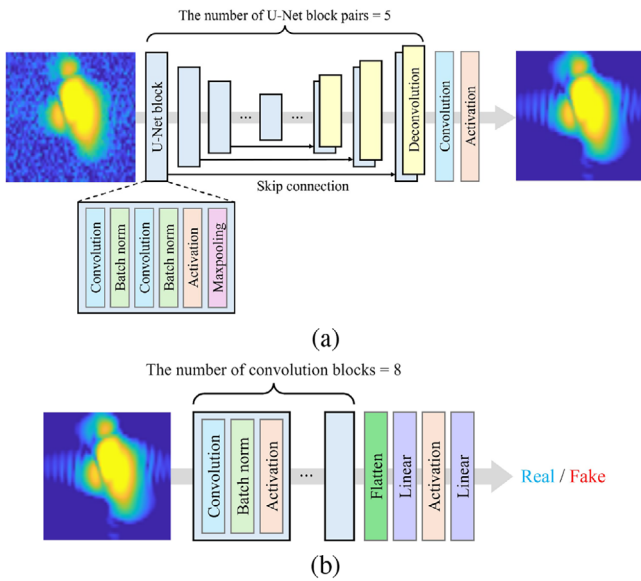 The number of U-Net block pairs = 5
U-Net block
...
...
Deconvolution
Convolution
Activation
Skip connection
Convolution
Batch norm
Convolution
Batch norm
Activation
Maxpooling
(a)
The number of convolution blocks = 8
Convolution
Batch norm
Activation
...
Flatten
Linear
Activation
Linear
Real / Fake
(b)